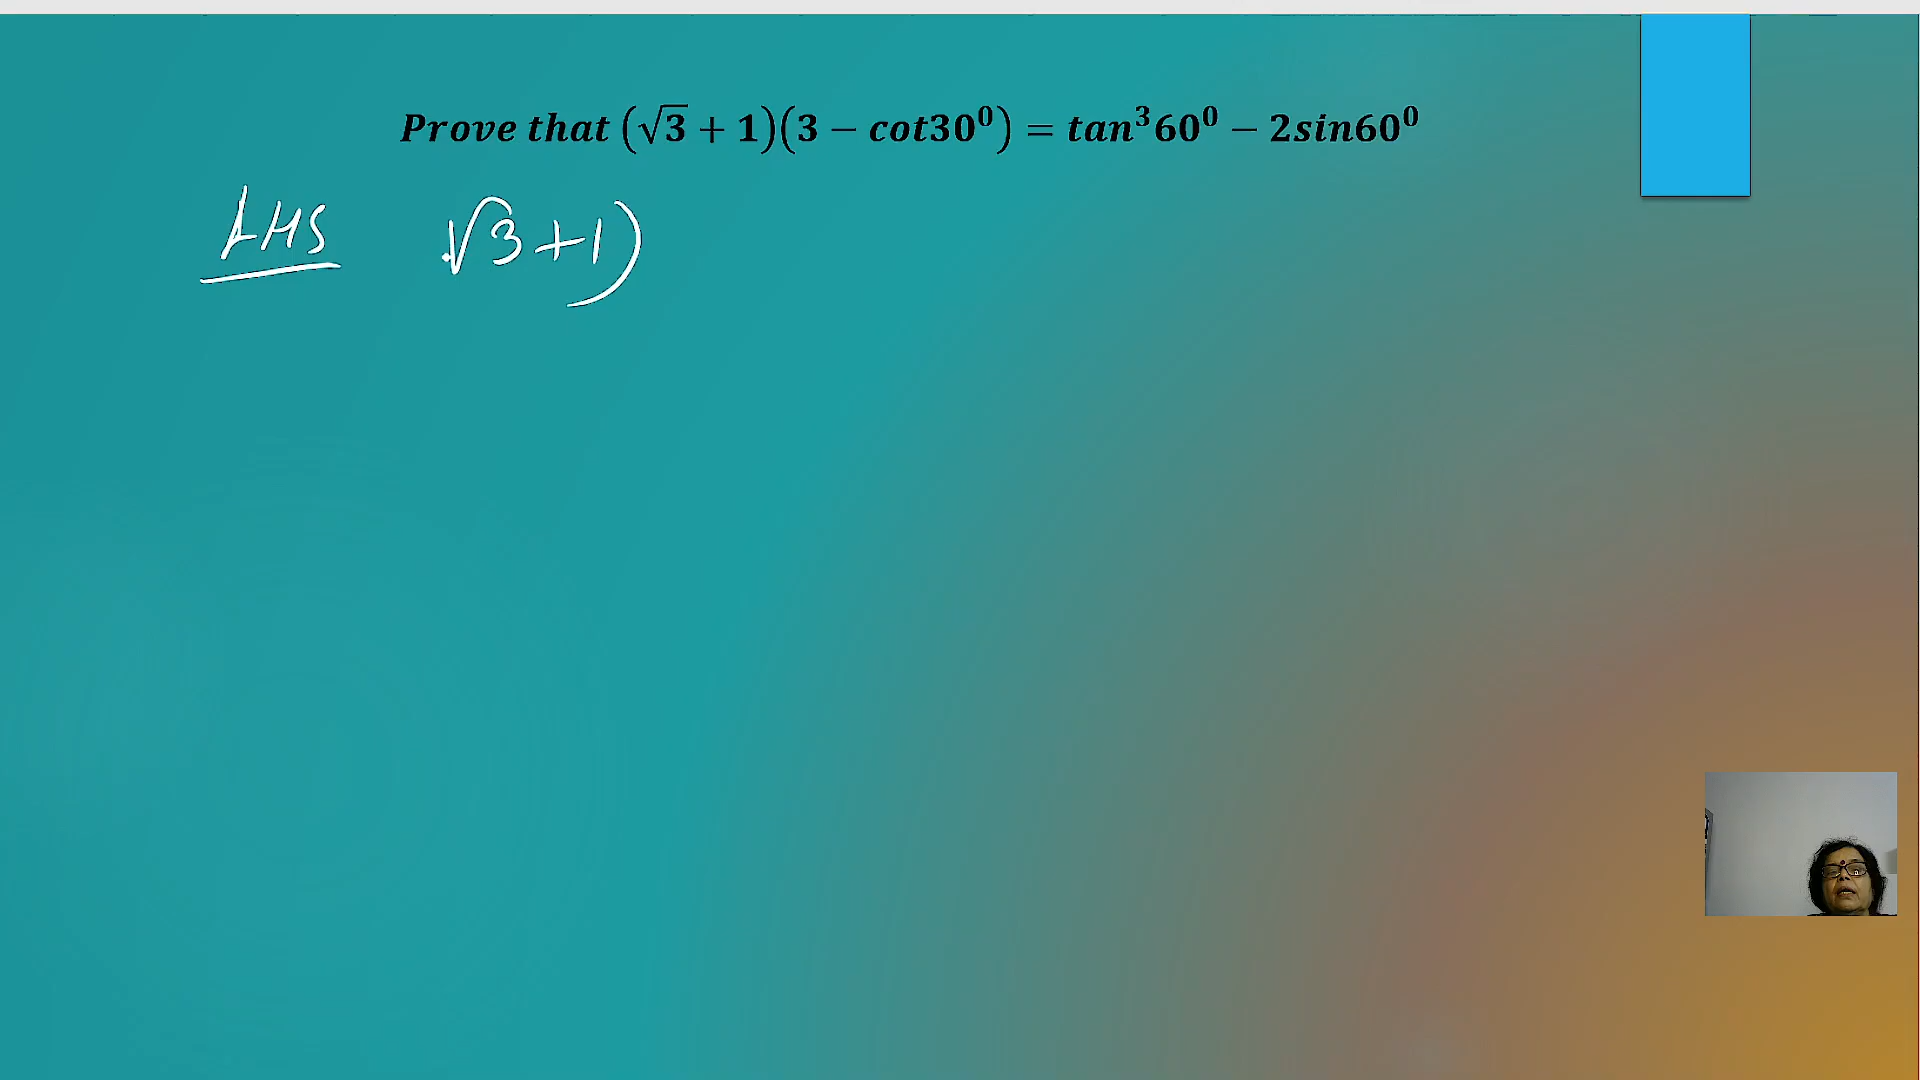 Prove that (√3 + 1)(3 − cot30⁰) = tan³60⁰ − 2sin60⁰
LHS √3+1)